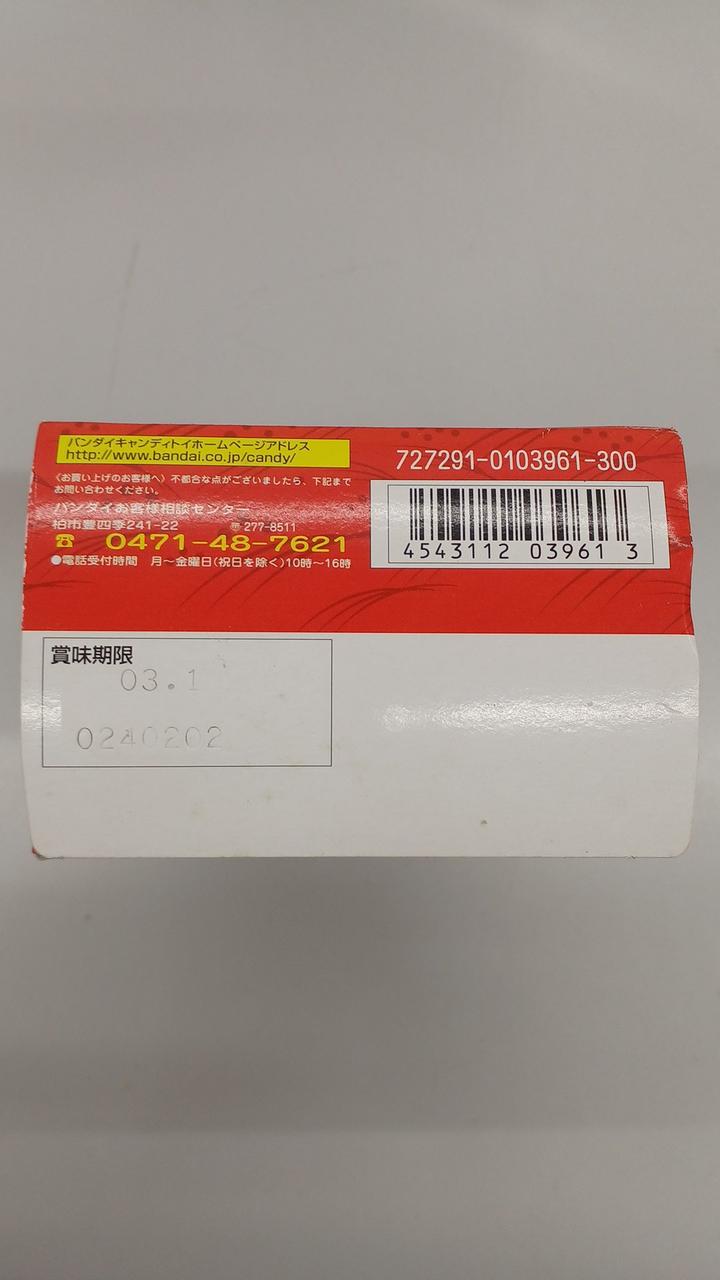 バンダイキャンディトイホームページアドレス
http://www.bandai.co.jp/candy/
〈お買い上げのお客様へ〉不都合な点がございましたら、下記まで
お問い合わせください。
バンダイお客様相談センター
柏市豊四季241-22 〒277-8511
☎ 0471-48-7621
●電話受付時間 月〜金曜日(祝日を除く)10時〜16時
727291-0103961-300
4543112 03961 3
賞味期限
03.1
0240202